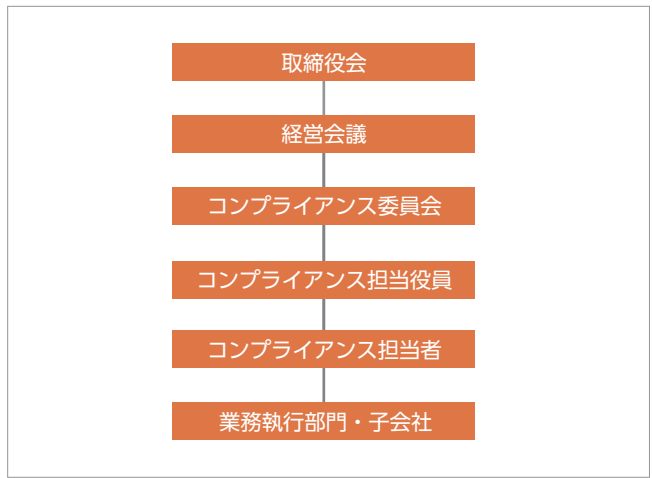 取締役会
経営会議
コンプライアンス委員会
コンプライアンス担当役員
コンプライアンス担当者
業務執行部門・子会社